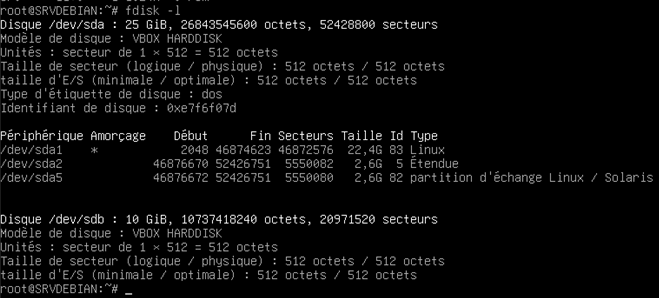 root@SRVDEBIAN:~# fdisk -l
Disque /dev/sda : 25 GiB, 26843545600 octets, 52428800 secteurs
Modèle de disque : VBOX HARDDISK
Unités : secteur de 1 × 512 = 512 octets
Taille de secteur (logique / physique) : 512 octets / 512 octets
taille d'E/S (minimale / optimale) : 512 octets / 512 octets
Type d'étiquette de disque : dos
Identifiant de disque : 0xe7f6f07d
Périphérique Amorçage Début Fin Secteurs Taille Id Type
/dev/sda1 * 2048 46874623 46872576 22,4G 83 Linux
/dev/sda2 46876670 52426751 5550082 2,6G 5 Étendue
/dev/sda5 46876672 52426751 5550080 2,6G 82 partition d'échange Linux / Solaris
Disque /dev/sdb : 10 GiB, 10737418240 octets, 20971520 secteurs
Modèle de disque : VBOX HARDDISK
Unités : secteur de 1 × 512 = 512 octets
Taille de secteur (logique / physique) : 512 octets / 512 octets
taille d'E/S (minimale / optimale) : 512 octets / 512 octets
root@SRVDEBIAN:~# _